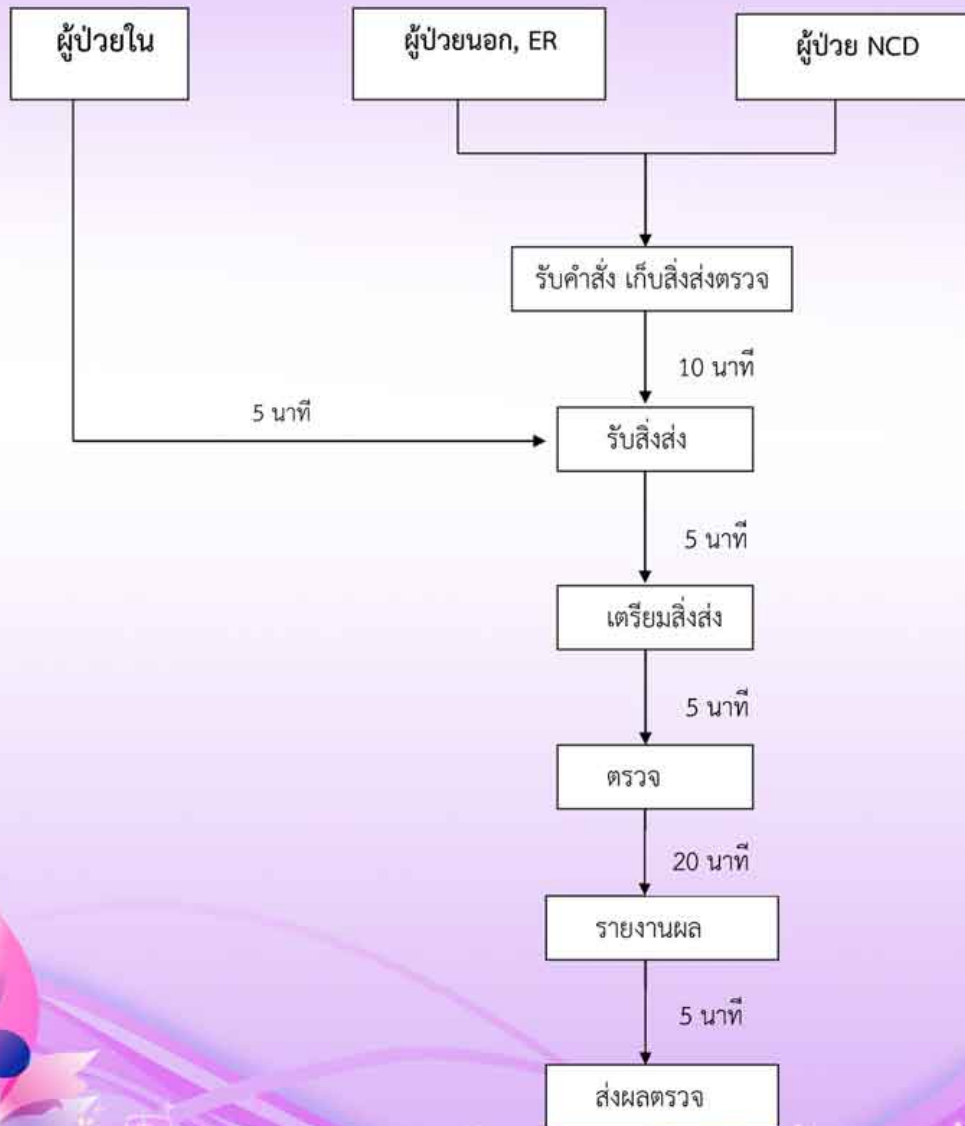 ผู้ป่วยใน
ผู้ป่วยนอก, ER
ผู้ป่วย NCD
รับคำสั่ง เก็บสิ่งส่งตรวจ
10 นาที
5 นาที
รับสิ่งส่ง
5 นาที
เตรียมสิ่งส่ง
5 นาที
ตรวจ
20 นาที
รายงานผล
5 นาที
ส่งผลตรวจ